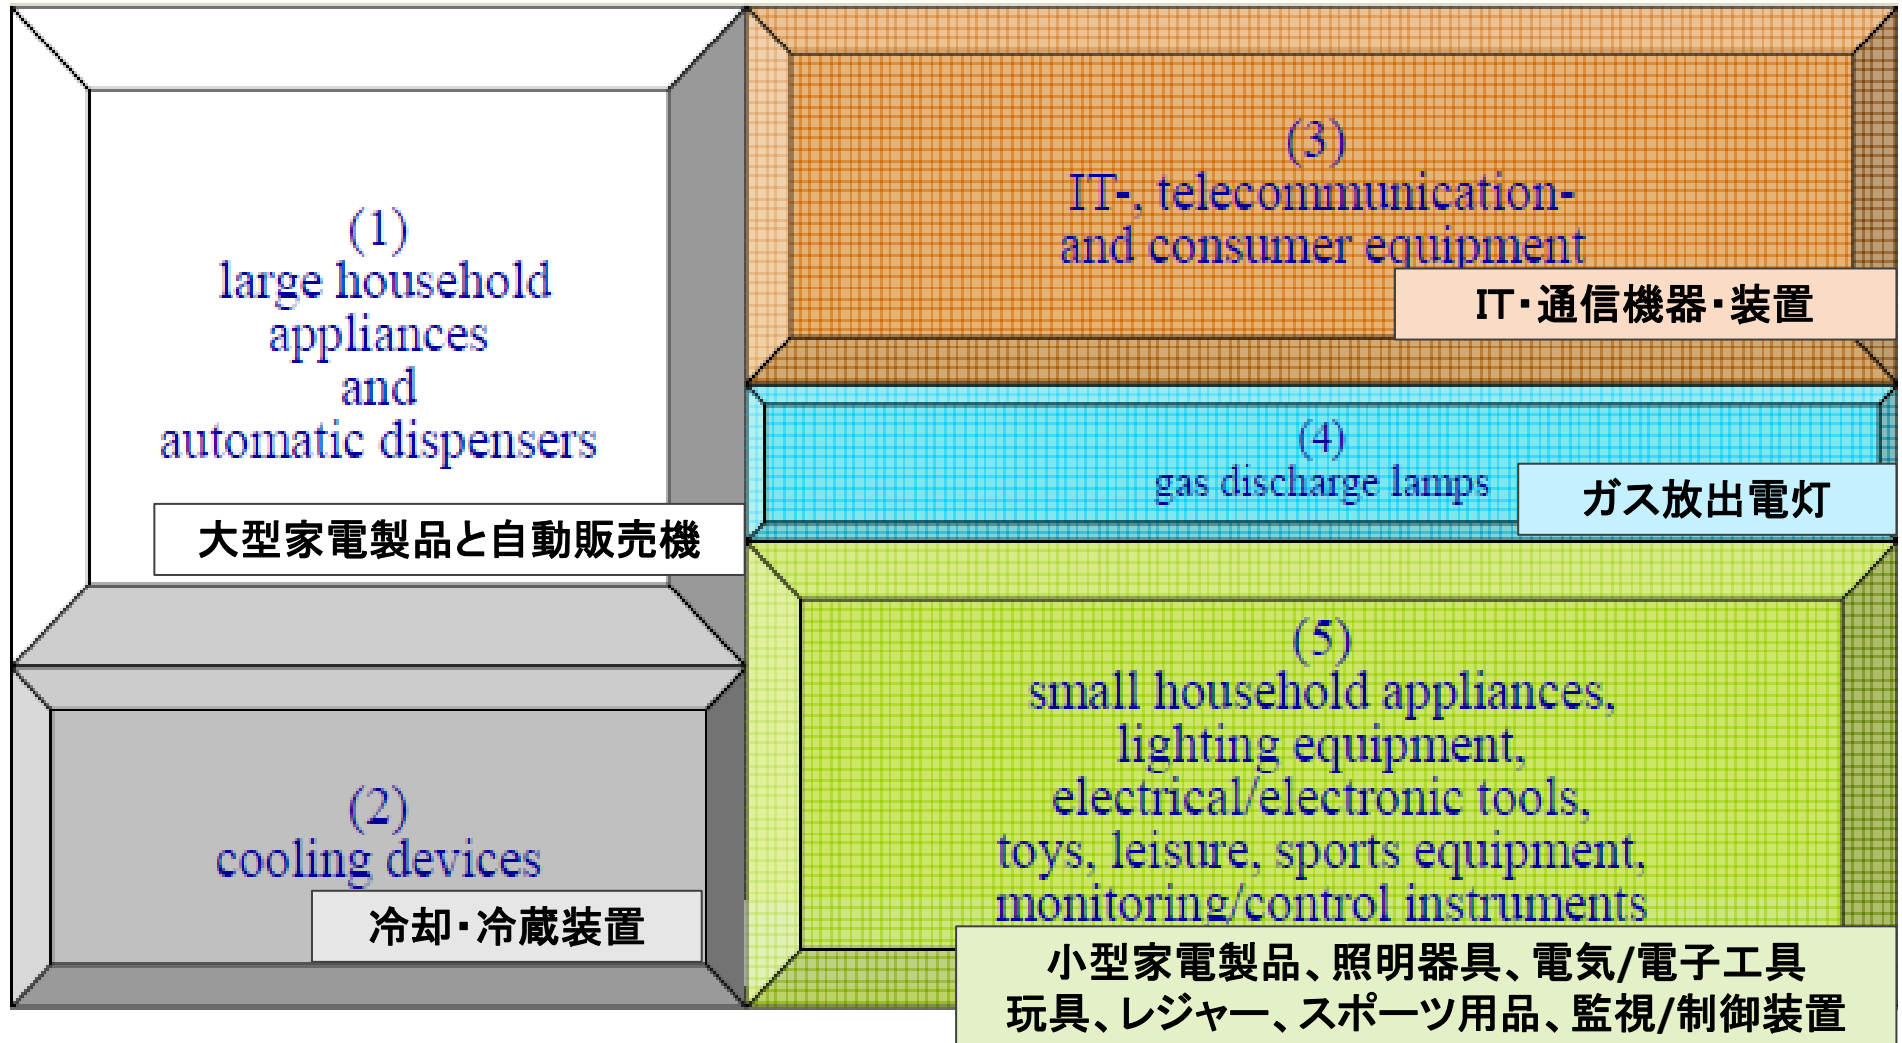 (1)
large household
appliances
and
automatic dispensers
大型家電製品と自動販売機
(2)
cooling devices
冷却・冷蔵装置
(3)
IT-, telecommunication-
and consumer equipment
IT・通信機器・装置
(4)
gas discharge lamps
ガス放出電灯
(5)
small household appliances,
lighting equipment,
electrical/electronic tools,
toys, leisure, sports equipment,
monitoring/control instruments
小型家電製品、照明器具、電気/電子工具
玩具、レジャー、スポーツ用品、監視/制御装置